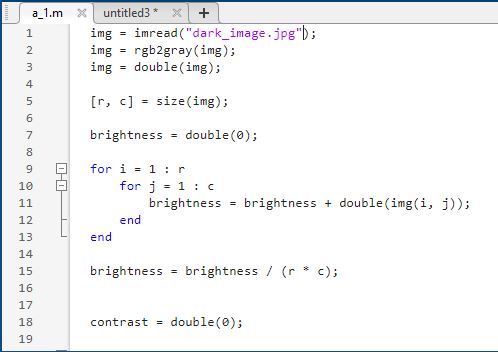 a_1.m × untitled3 * × +
1 img = imread("dark_image.jpg");
2 img = rgb2gray(img);
3 img = double(img);
4
5 [r, c] = size(img);
6
7 brightness = double(0);
8
9 for i = 1 : r
10 for j = 1 : c
11 brightness = brightness + double(img(i, j));
12 end
13 end
14
15 brightness = brightness / (r * c);
16
17
18 contrast = double(0);
19